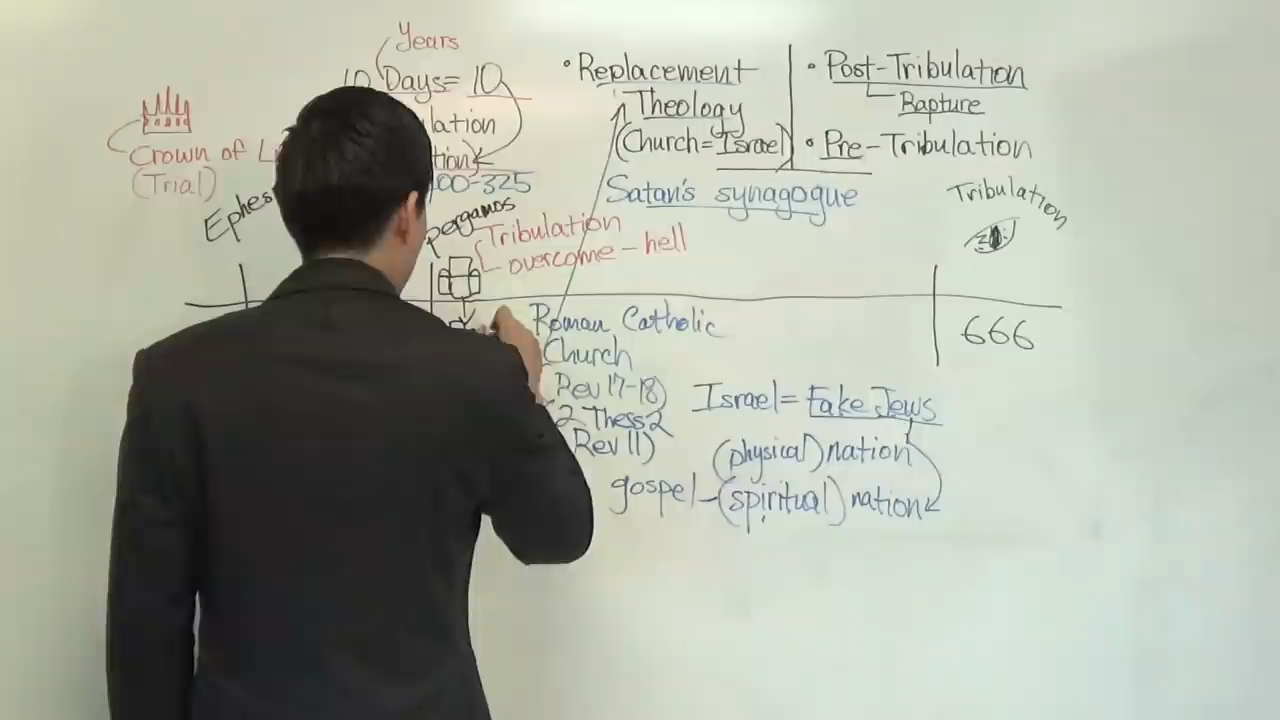 Years
10 Days= 10
lation
tion)
00-325
Crown of L
(Trial)
• Replacement
Theology
(Church=Israel)
Satan's synagogue
• Post-Tribulation
Rapture
• Pre-Tribulation
Tribulation
Ephes
pergamos
Tribulation
overcome - hell
Roman Catholic
Church
Rev 17-18)
2 Thess 2
Rev 11)
666
Israel= Fake Jews
(physical) nation
gospel-(spiritual) nation